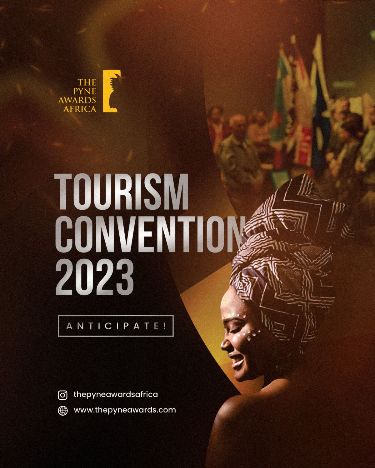 THE
PYNE
AWARDS
AFRICA
TOURISM
CONVENTION
2023
ANTICIPATE!
thepyneawardsafrica
www.thepyneawards.com